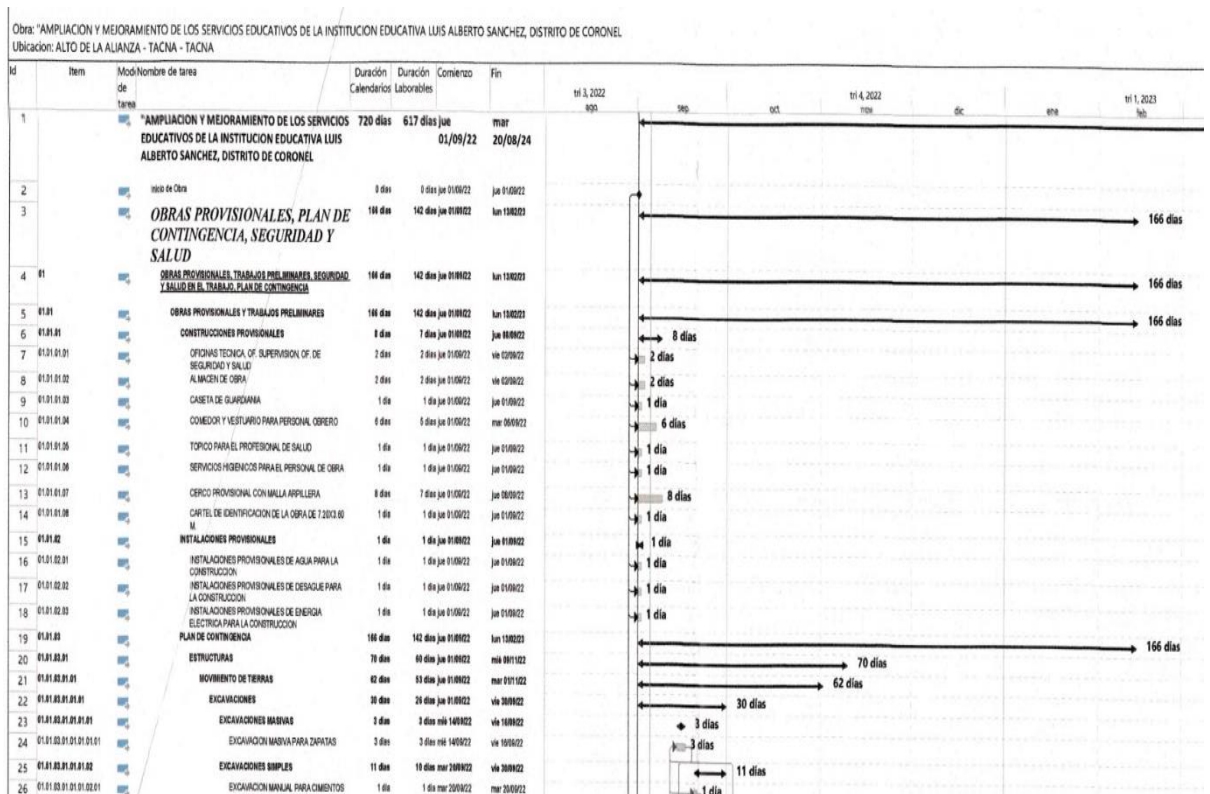 Obra: "AMPLIACION Y MEJORAMIENTO DE LOS SERVICIOS EDUCATIVOS DE LA INSTITUCION EDUCATIVA LUIS ALBERTO SANCHEZ, DISTRITO DE CORONEL
Ubicacion: ALTO DE LA ALIANZA - TACNA - TACNA
Id Item Modo de tarea Nombre de tarea Duración Calendarios Duración Laborables Comienzo Fin
tri 3, 2022 tri 4, 2022 tri 1, 2023
ago sep oct nov dic ene feb
1 "AMPLIACION Y MEJORAMIENTO DE LOS SERVICIOS 720 días 617 días jue mar
EDUCATIVOS DE LA INSTITUCION EDUCATIVA LUIS 01/09/22 20/08/24
ALBERTO SANCHEZ, DISTRITO DE CORONEL
2 Inicio de Obra 0 días 0 días jue 01/09/22 jue 01/09/22
3 OBRAS PROVISIONALES, PLAN DE 166 días 142 días jue 01/09/22 lun 13/02/23 166 días
CONTINGENCIA, SEGURIDAD Y
SALUD
4 01 OBRAS PROVISIONALES, TRABAJOS PRELIMINARES, SEGURIDAD 166 días 142 días jue 01/09/22 lun 13/02/23 166 días
Y SALUD EN EL TRABAJO, PLAN DE CONTINGENCIA
5 01.01 OBRAS PROVISIONALES Y TRABAJOS PRELIMINARES 166 días 142 días jue 01/09/22 lun 13/02/23 166 días
6 01.01.01 CONSTRUCCIONES PROVISIONALES 8 días 7 días jue 01/09/22 jue 08/09/22 8 días
7 01.01.01.01 OFICINAS TECNICA, OF. SUPERVISION, OF. DE 2 días 2 días jue 01/09/22 vie 02/09/22 2 días
SEGURIDAD Y SALUD
8 01.01.01.02 ALMACEN DE OBRA 2 días 2 días jue 01/09/22 vie 02/09/22 2 días
9 01.01.01.03 CASETA DE GUARDIANIA 1 día 1 día jue 01/09/22 jue 01/09/22 1 día
10 01.01.01.04 COMEDOR Y VESTUARIO PARA PERSONAL OBRERO 6 días 5 días jue 01/09/22 mar 06/09/22 6 días
11 01.01.01.05 TOPICO PARA EL PROFESIONAL DE SALUD 1 día 1 día jue 01/09/22 jue 01/09/22 1 día
12 01.01.01.06 SERVICIOS HIGIENICOS PARA EL PERSONAL DE OBRA 1 día 1 día jue 01/09/22 jue 01/09/22 1 día
13 01.01.01.07 CERCO PROVISIONAL CON MALLA ARPILLERA 8 días 7 días jue 01/09/22 jue 08/09/22 8 días
14 01.01.01.08 CARTEL DE IDENTIFICACION DE LA OBRA DE 7.20X3.60 1 día 1 día jue 01/09/22 jue 01/09/22 1 día
M.
15 01.01.02 INSTALACIONES PROVISIONALES 1 día 1 día jue 01/09/22 jue 01/09/22 1 día
16 01.01.02.01 INSTALACIONES PROVISIONALES DE AGUA PARA LA 1 día 1 día jue 01/09/22 jue 01/09/22 1 día
CONSTRUCCION
17 01.01.02.02 INSTALACIONES PROVISIONALES DE DESAGUE PARA 1 día 1 día jue 01/09/22 jue 01/09/22 1 día
LA CONSTRUCCION
18 01.01.02.03 INSTALACIONES PROVISIONALES DE ENERGIA 1 día 1 día jue 01/09/22 jue 01/09/22 1 día
ELECTRICA PARA LA CONSTRUCCION
19 01.01.03 PLAN DE CONTINGENCIA 166 días 142 días jue 01/09/22 lun 13/02/23 166 días
20 01.01.03.01 ESTRUCTURAS 70 días 60 días jue 01/09/22 mié 09/11/22 70 días
21 01.01.03.01.01 MOVIMIENTO DE TIERRAS 62 días 53 días jue 01/09/22 mar 01/11/22 62 días
22 01.01.03.01.01.01 EXCAVACIONES 30 días 26 días jue 01/09/22 vie 30/09/22 30 días
23 01.01.03.01.01.01.01 EXCAVACIONES MASIVAS 3 días 3 días mié 14/09/22 vie 16/09/22 3 días
24 01.01.03.01.01.01.01.01 EXCAVACION MASIVA PARA ZAPATAS 3 días 3 días mié 14/09/22 vie 16/09/22 3 días
25 01.01.03.01.01.01.02 EXCAVACIONES SIMPLES 11 días 10 días mar 20/09/22 vie 30/09/22 11 días
26 01.01.03.01.01.01.02.01 EXCAVACION MANUAL PARA CIMIENTOS 1 día 1 día mar 20/09/22 mar 20/09/22 1 día